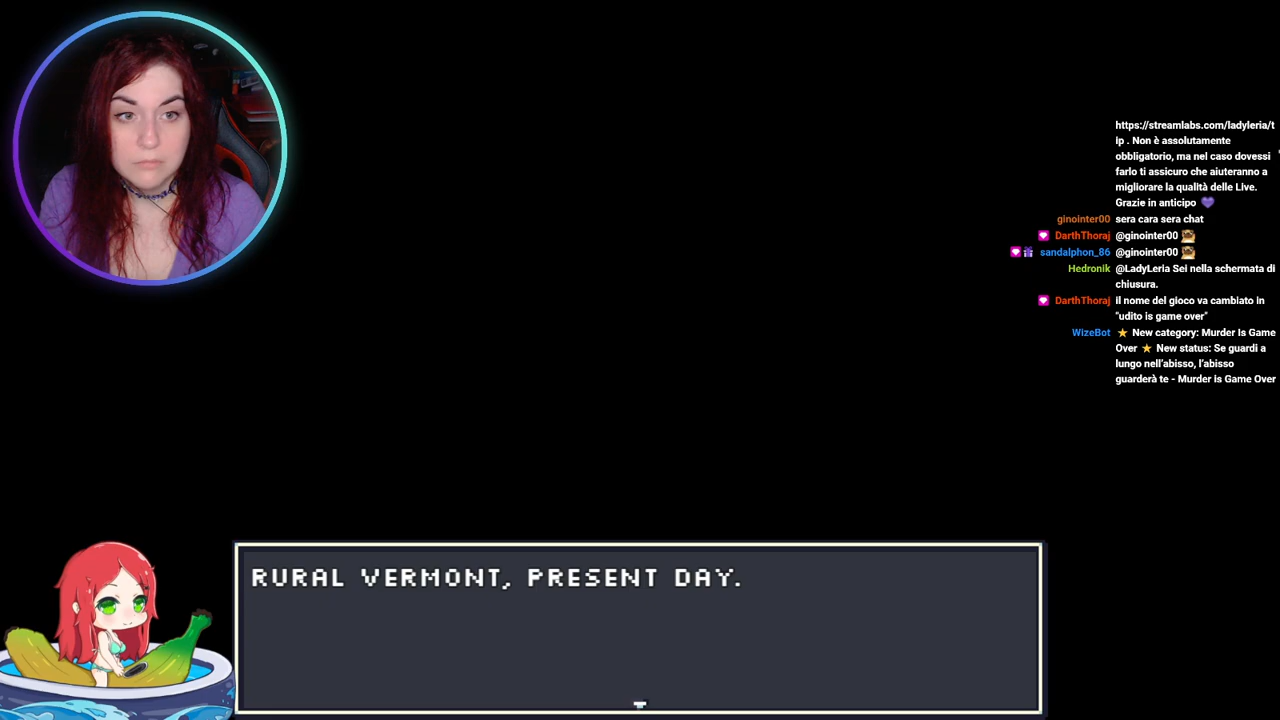 https://streamlabs.com/ladyleria/t
ip . Non è assolutamente
obbligatorio, ma nel caso dovessi
farlo ti assicuro che aiuteranno a
migliorare la qualità delle Live.
Grazie in anticipo 💜
ginointer00 sera cara sera chat
DarthThoraj @ginointer00
sandalphon_86 @ginointer00
Hedronik @LadyLeria Sei nella schermata di
chiusura.
DarthThoraj il nome del gioco va cambiato in
"udito is game over"
WizeBot ⭐ New category: Murder Is Game
Over ⭐ New status: Se guardi a
lungo nell'abisso, l'abisso
guarderà te - Murder is Game Over
RURAL VERMONT, PRESENT DAY.